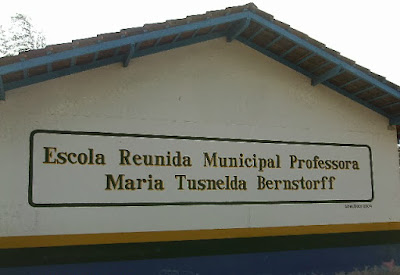 Escola Reunida Municipal Professora
Maria Tusnelda Bernstorff